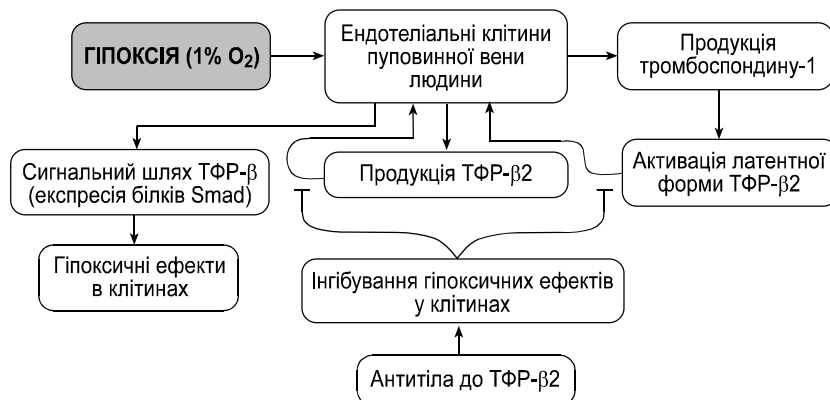 ГІПОКСІЯ (1% O₂)
Ендотеліальні клітини
пуповинної вени
людини
Продукція
тромбоспондину-1
Сигнальний шлях ТФР-β
(експресія білків Smad)
Продукція ТФР-β2
Активація латентної
форми ТФР-β2
Гіпоксичні ефекти
в клітинах
Інгібування гіпоксичних ефектів
у клітинах
Антитіла до ТФР-β2